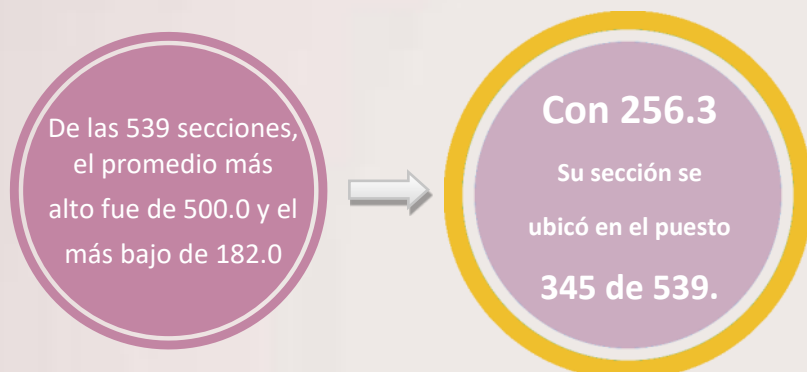 De las 539 secciones,
el promedio más
alto fue de 500.0 y el
más bajo de 182.0
Con 256.3
Su sección se
ubicó en el puesto
345 de 539.